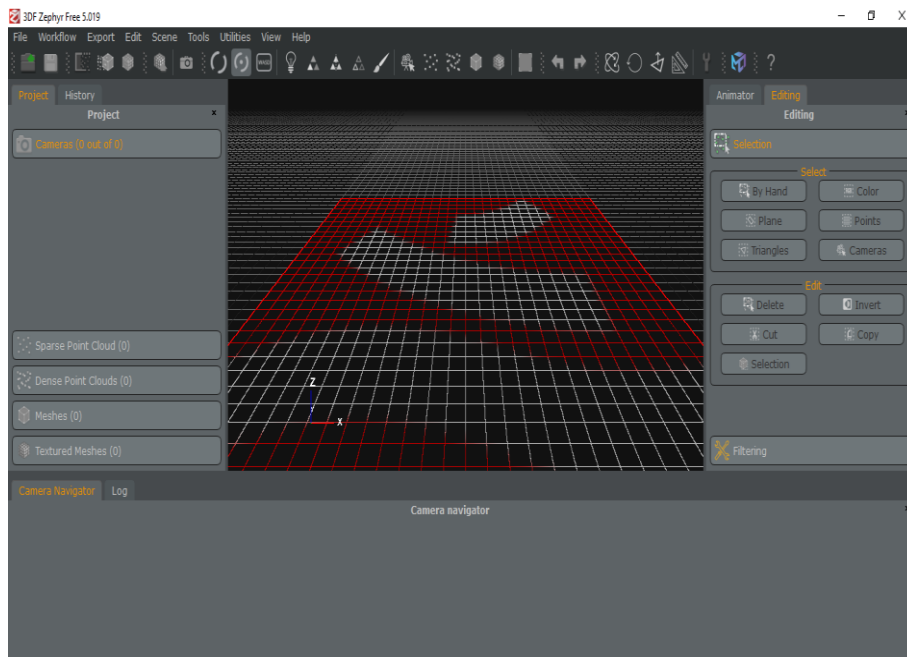 3DF Zephyr Free 5.019
File Workflow Export Edit Scene Tools Utilities View Help
Project History
Project
Cameras (0 out of 0)
Sparse Point Cloud (0)
Dense Point Clouds (0)
Meshes (0)
Textured Meshes (0)
Z
X
Animator Editing
Editing
Selection
Select
By Hand Color
Plane Points
Triangles Cameras
Edit
Delete Invert
Cut Copy
Selection
Filtering
Camera Navigator Log
Camera navigator